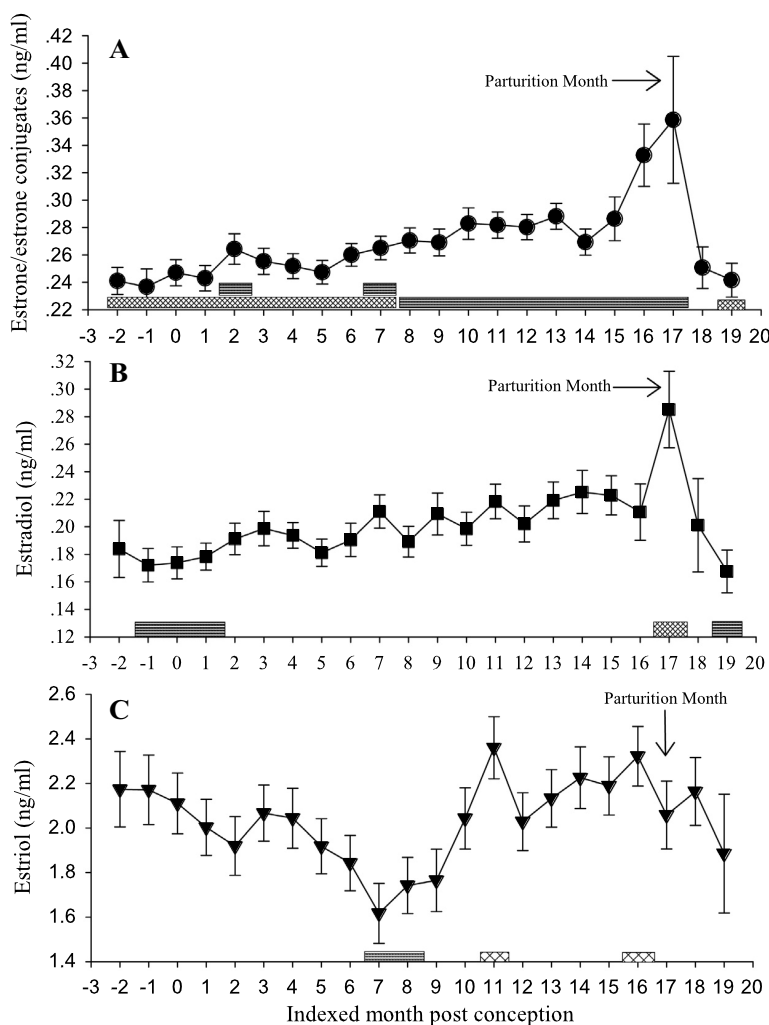 A
Estrone/estrone conjugates (ng/ml)
.42
.40
.38
.36
.34
.32
.30
.28
.26
.24
.22
Parturition Month
-3 -2 -1 0 1 2 3 4 5 6 7 8 9 10 11 12 13 14 15 16 17 18 19 20
B
Estradiol (ng/ml)
.32
.30
.28
.26
.24
.22
.20
.18
.16
.14
.12
Parturition Month
-3 -2 -1 0 1 2 3 4 5 6 7 8 9 10 11 12 13 14 15 16 17 18 19 20
C
Estriol (ng/ml)
2.6
2.4
2.2
2.0
1.8
1.6
1.4
Parturition Month
-3 -2 -1 0 1 2 3 4 5 6 7 8 9 10 11 12 13 14 15 16 17 18 19 20
Indexed month post conception